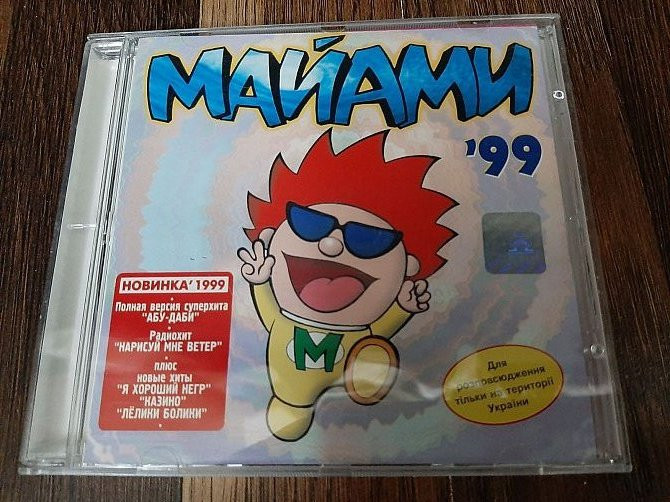 МАЙАМИ
'99
НОВИНКА' 1999
Полная версия суперхита
"АБУ-ДАБИ"
Радиохит
"НАРИСУЙ МНЕ ВЕТЕР"
плюс
новые хиты
"Я ХОРОШИЙ НЕГР"
"КАЗИНО"
"ЛЁЛИКИ БОЛИКИ"
M
Для
розповсюдження
тільки на території
України